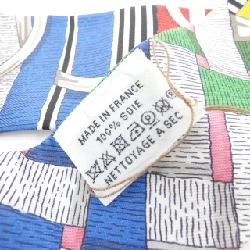 MADE IN FRANCE
100% SOIE
NETTOYAGE A SEC